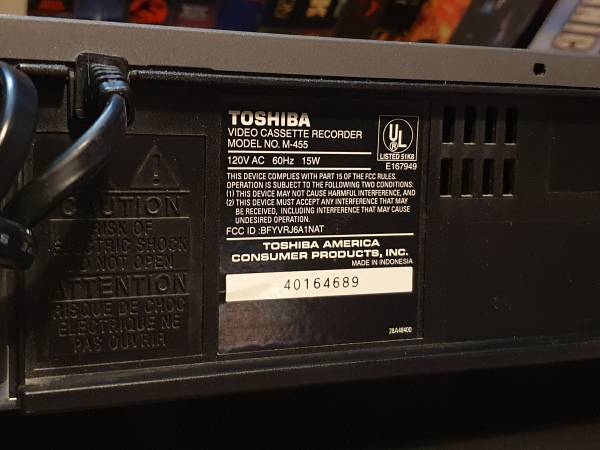 TOSHIBA
VIDEO CASSETTE RECORDER
MODEL NO. M-455
120V AC 60Hz 15W
UL
LISTED 51K8
E167949
THIS DEVICE COMPLIES WITH PART 15 OF THE FCC RULES.
OPERATION IS SUBJECT TO THE FOLLOWING TWO CONDITIONS:
(1) THIS DEVICE MAY NOT CAUSE HARMFUL INTERFERENCE, AND
(2) THIS DEVICE MUST ACCEPT ANY INTERFERENCE THAT MAY
BE RECEIVED, INCLUDING INTERFERENCE THAT MAY CAUSE
UNDESIRED OPERATION.
FCC ID :BFYVRJ6A1NAT
TOSHIBA AMERICA
CONSUMER PRODUCTS, INC.
MADE IN INDONESIA
40164689
28A48400
CAUTION
RISK OF
ELECTRIC SHOCK
DO NOT OPEN
ATTENTION
RISQUE DE CHOC
ELECTRIQUE NE
PAS OUVRIR